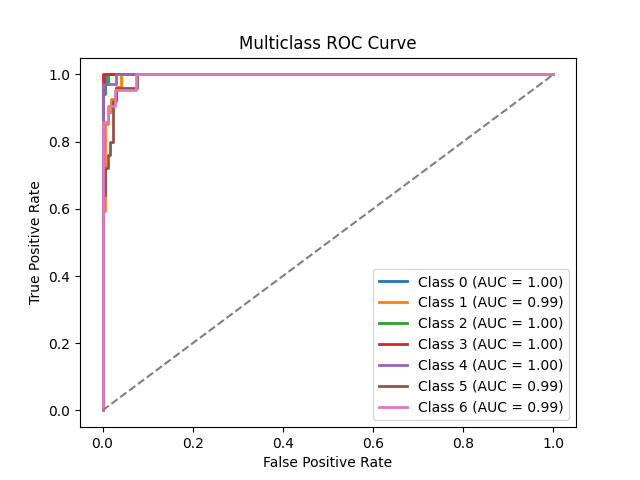 Multiclass ROC Curve
True Positive Rate
1.0
0.8
0.6
0.4
0.2
0.0
Class 0 (AUC = 1.00)
Class 1 (AUC = 0.99)
Class 2 (AUC = 1.00)
Class 3 (AUC = 1.00)
Class 4 (AUC = 1.00)
Class 5 (AUC = 0.99)
Class 6 (AUC = 0.99)
0.0 0.2 0.4 0.6 0.8 1.0
False Positive Rate